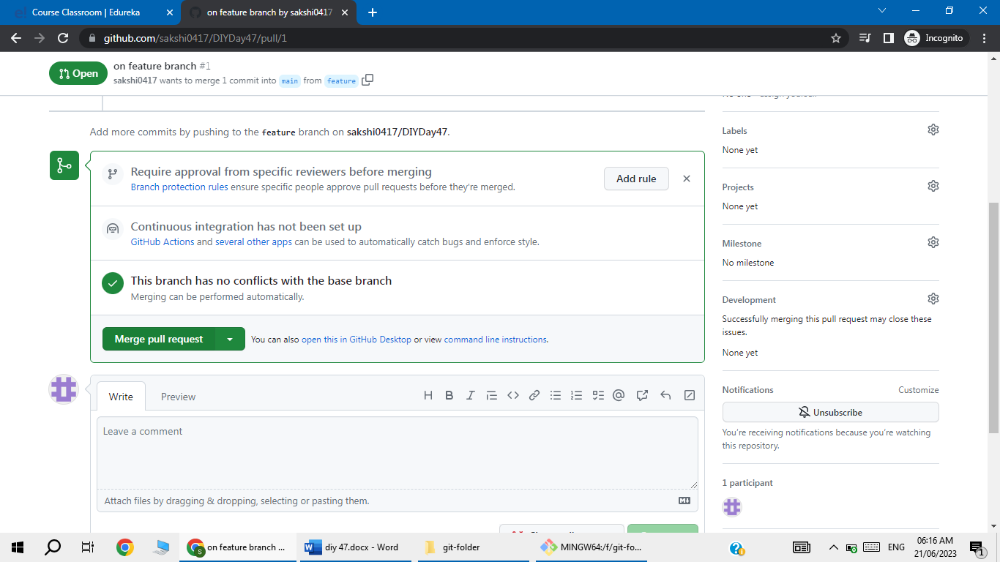 Course Classroom | Edureka
on feature branch by sakshi0417
github.com/sakshi0417/DIYDay47/pull/1
Incognito
Open
on feature branch #1
sakshi0417 wants to merge 1 commit into main from feature
Add more commits by pushing to the feature branch on sakshi0417/DIYDay47.
Require approval from specific reviewers before merging
Branch protection rules ensure specific people approve pull requests before they're merged.
Add rule
Continuous integration has not been set up
GitHub Actions and several other apps can be used to automatically catch bugs and enforce style.
This branch has no conflicts with the base branch
Merging can be performed automatically.
Merge pull request
You can also open this in GitHub Desktop or view command line instructions.
Write
Preview
Leave a comment
Attach files by dragging & dropping, selecting or pasting them.
Labels
None yet
Projects
None yet
Milestone
No milestone
Development
Successfully merging this pull request may close these
issues.
None yet
Notifications
Customize
Unsubscribe
You're receiving notifications because you're watching
this repository.
1 participant
on feature branch ...
diy 47.docx - Word
git-folder
MINGW64:/f/git-fo...
ENG
06:16 AM
21/06/2023
1